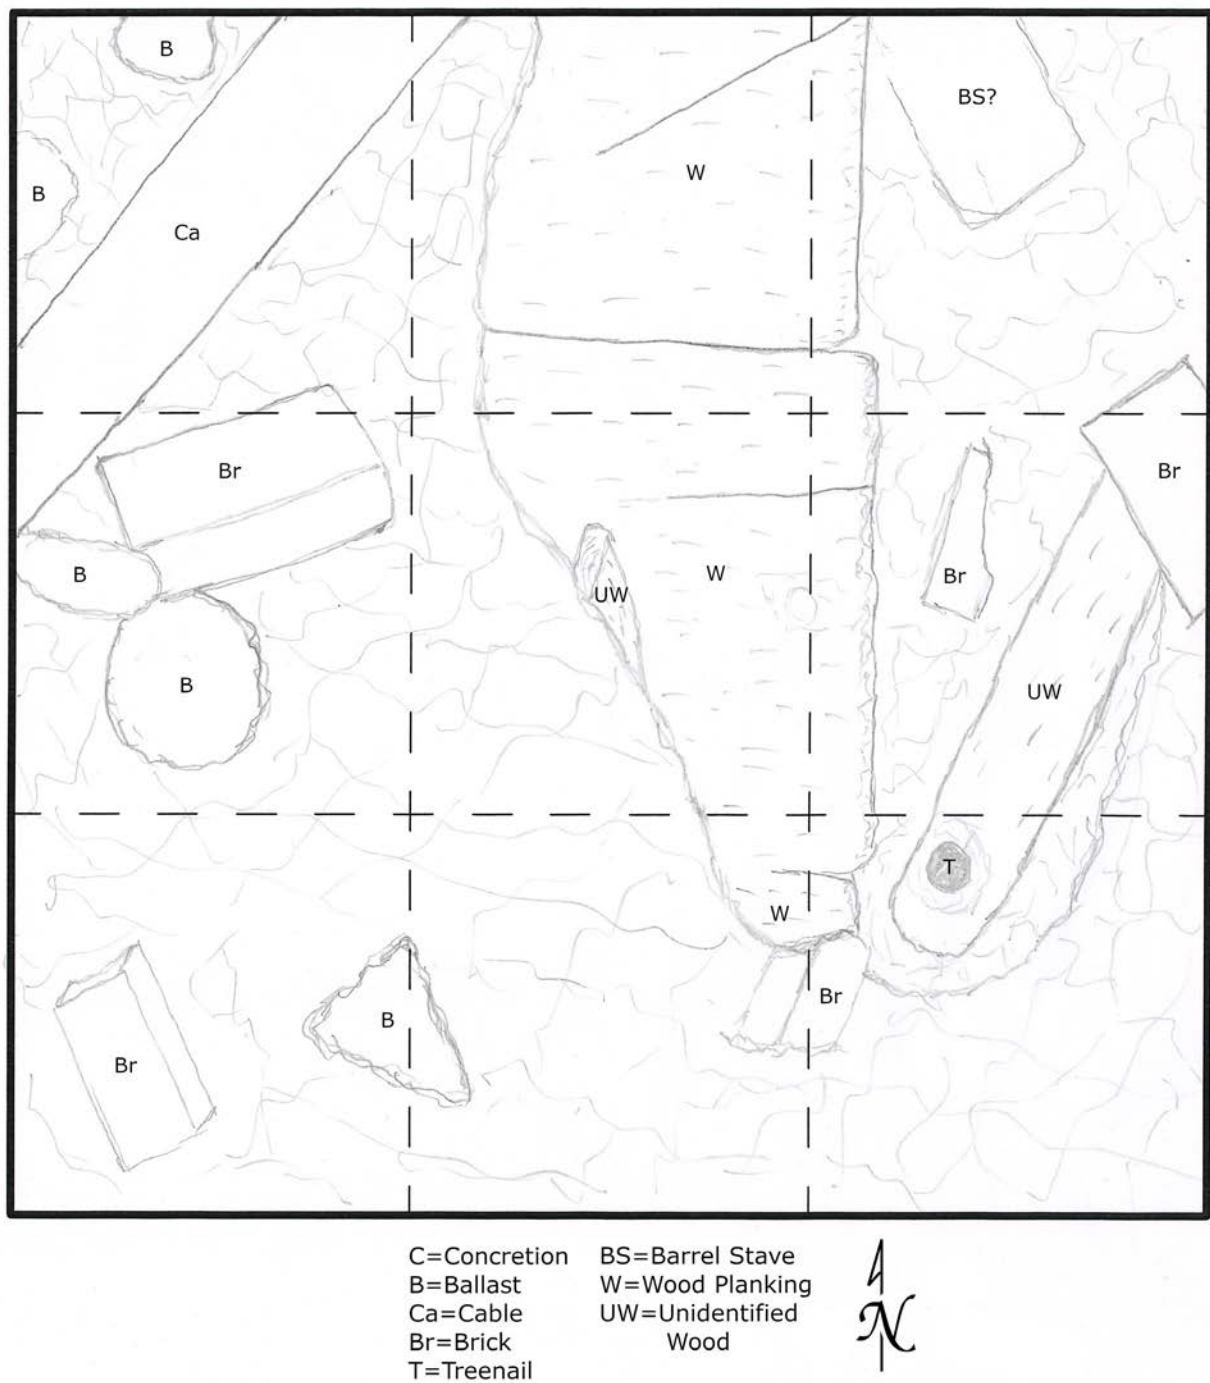 B
BS?
W
B
Ca
Br
Br
B
W
Br
UW
B
UW
T
W
Br
B
Br
C=Concretion
B=Ballast
Ca=Cable
Br=Brick
T=Treenail
BS=Barrel Stave
W=Wood Planking
UW=Unidentified
Wood
N